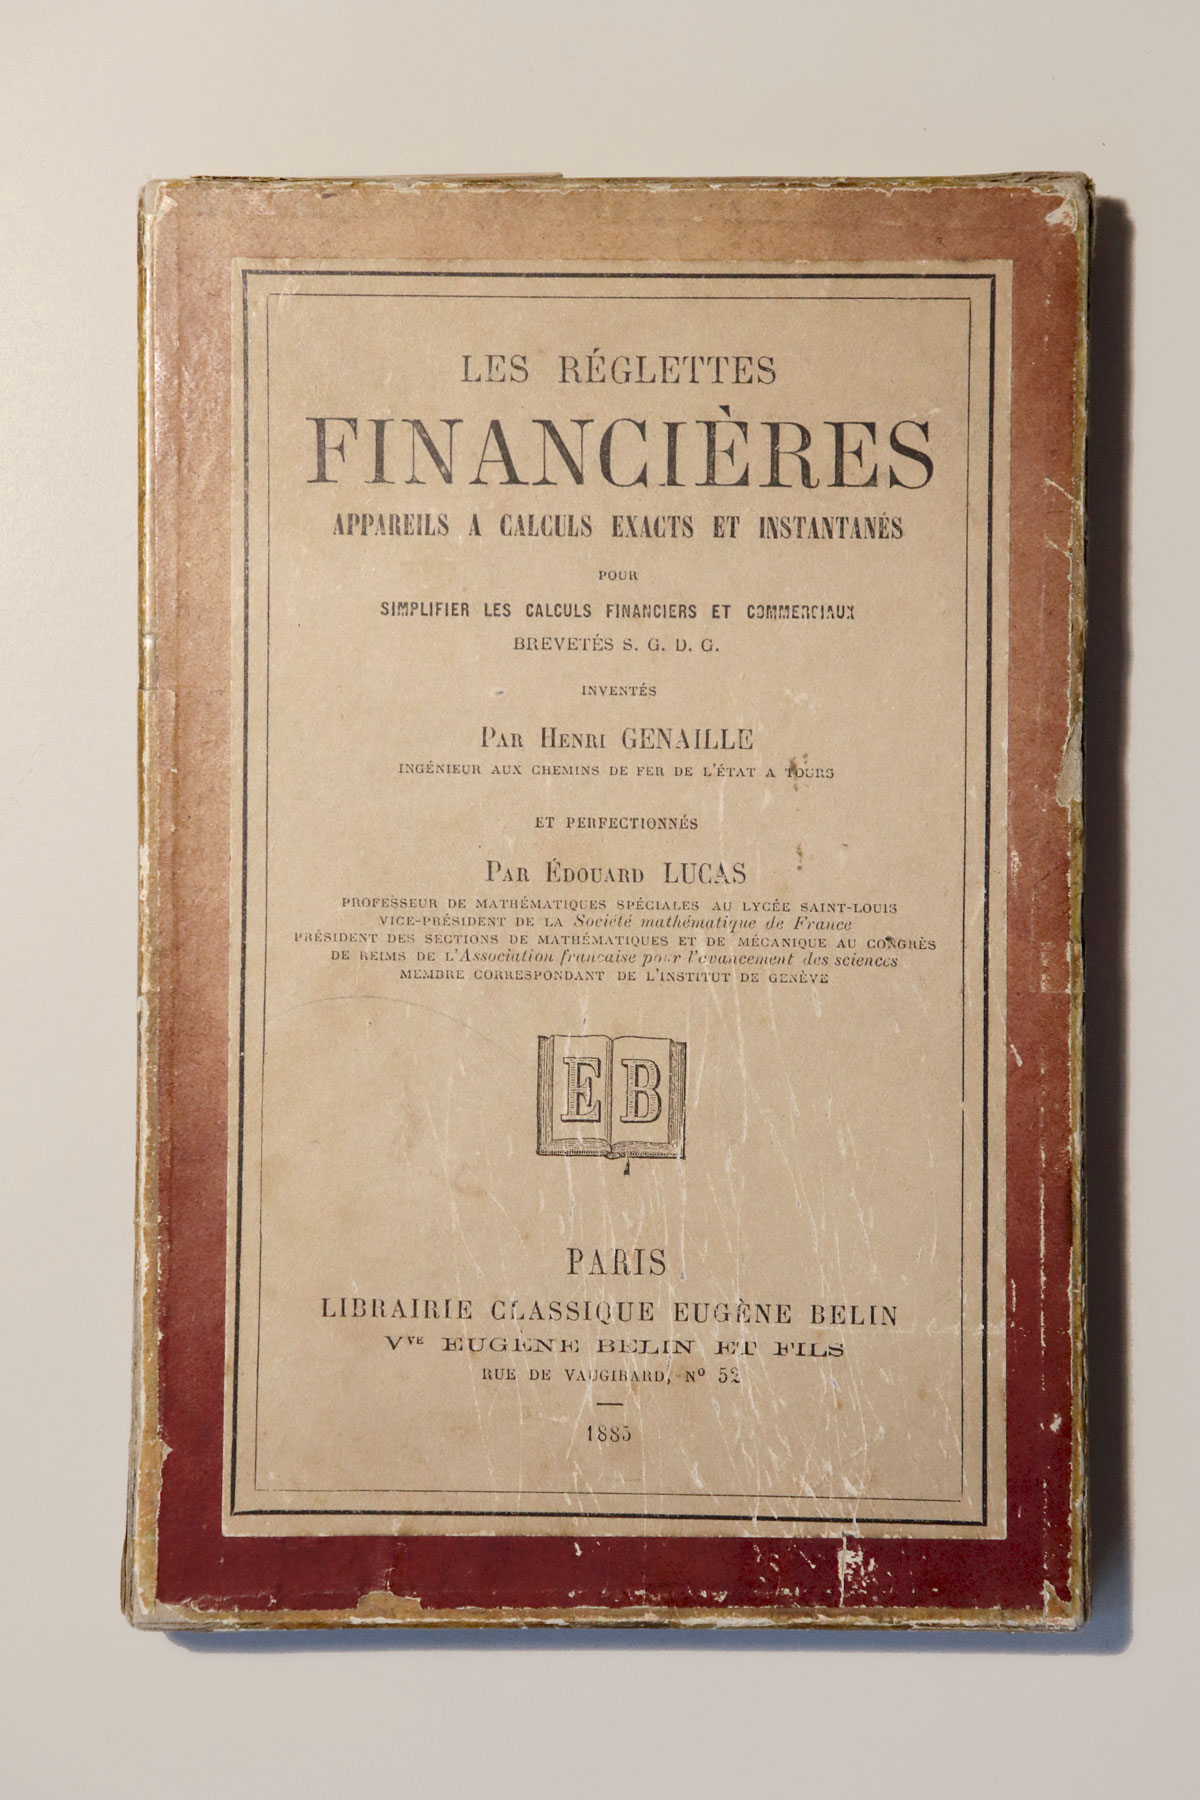 LES RÉGLETTES
FINANCIÈRES
APPAREILS A CALCULS EXACTS ET INSTANTANÉS
POUR
SIMPLIFIER LES CALCULS FINANCIERS ET COMMERCIAUX
BREVETÉS S. G. D. G.
INVENTÉS
PAR HENRI GENAILLE
INGÉNIEUR AUX CHEMINS DE FER DE L'ÉTAT A TOURS
ET PERFECTIONNÉS
PAR ÉDOUARD LUCAS
PROFESSEUR DE MATHÉMATIQUES SPÉCIALES AU LYCÉE SAINT-LOUIS
VICE-PRÉSIDENT DE LA Société mathématique de France
PRÉSIDENT DES SECTIONS DE MATHÉMATIQUES ET DE MÉCANIQUE AU CONGRÈS
DE REIMS DE L'Association française pour l'avancement des sciences
MEMBRE CORRESPONDANT DE L'INSTITUT DE GENÈVE
E B
PARIS
LIBRAIRIE CLASSIQUE EUGÈNE BELIN
Vve EUGÈNE BELIN ET FILS
RUE DE VAUGIRARD, No 52
1885